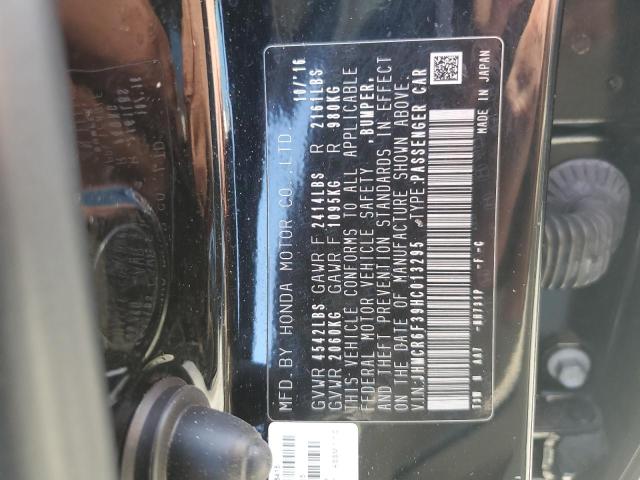 MFD. BY HONDA MOTOR CO., LTD. 10/'16
GVWR 4542LBS GAWR F 2414LBS R 2161LBS
GVWR 2060KG GAWR F 1095KG R 980KG
THIS VEHICLE CONFORMS TO ALL APPLICABLE
FEDERAL MOTOR VEHICLE SAFETY ,BUMPER,
AND THEFT PREVENTION STANDARDS IN EFFECT
ON THE DATE OF MANUFACTURE SHOWN ABOVE.
V.I.N.:JHMCR6F39HC013295 TYPE:PASSENGER CAR
-F -C MADE IN JAPAN